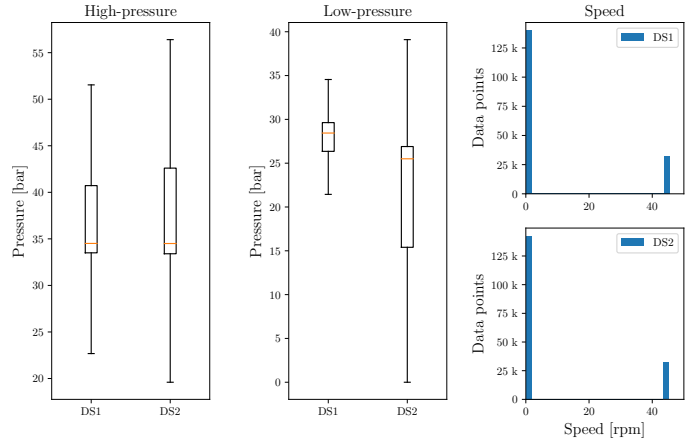 High-pressure
Pressure [bar]
55
50
45
40
35
30
25
20
DS1 DS2
Low-pressure
Pressure [bar]
40
35
30
25
20
15
10
5
0
DS1 DS2
Speed
Data points
125 k
100 k
75 k
50 k
25 k
0
0 20 40
DS1
Data points
125 k
100 k
75 k
50 k
25 k
0
0 20 40
DS2
Speed [rpm]